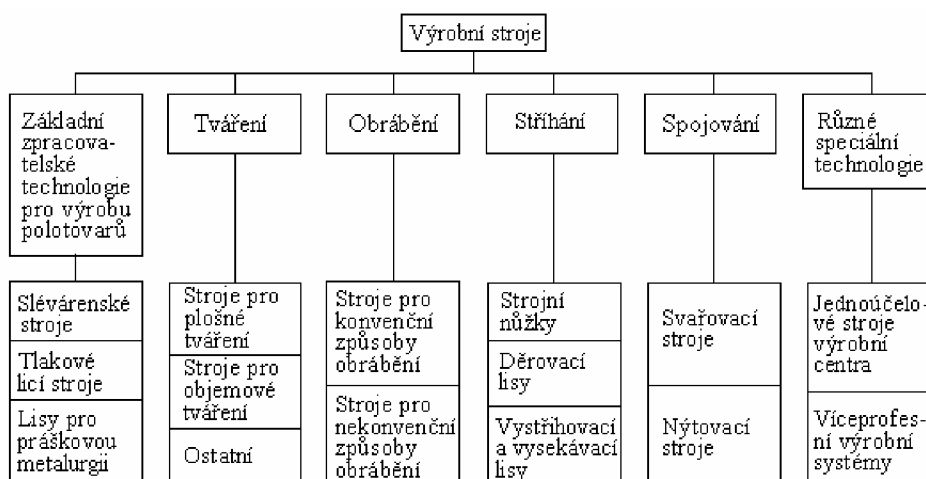 Výrobní stroje
Základní
zpracova-
telské
technologie
pro výrobu
polotovarů
Tváření
Obrábění
Stříhání
Spojování
Různé
speciální
technologie
Slévárenské
stroje
Tlakové
licí stroje
Lisy pro
práškovou
metalurgii
Stroje pro
plošné
tváření
Stroje pro
objemové
tváření
Ostatní
Stroje pro
konvenční
způsoby
obrábění
Stroje pro
nekonvenční
způsoby
obrábění
Strojní
nůžky
Děrovací
lisy
Vystřihovací
a vysekávací
lisy
Svařovací
stroje
Nýtovací
stroje
Jednoúčelo-
vé stroje
výrobní
centra
Víceprofes-
ní výrobní
systémy